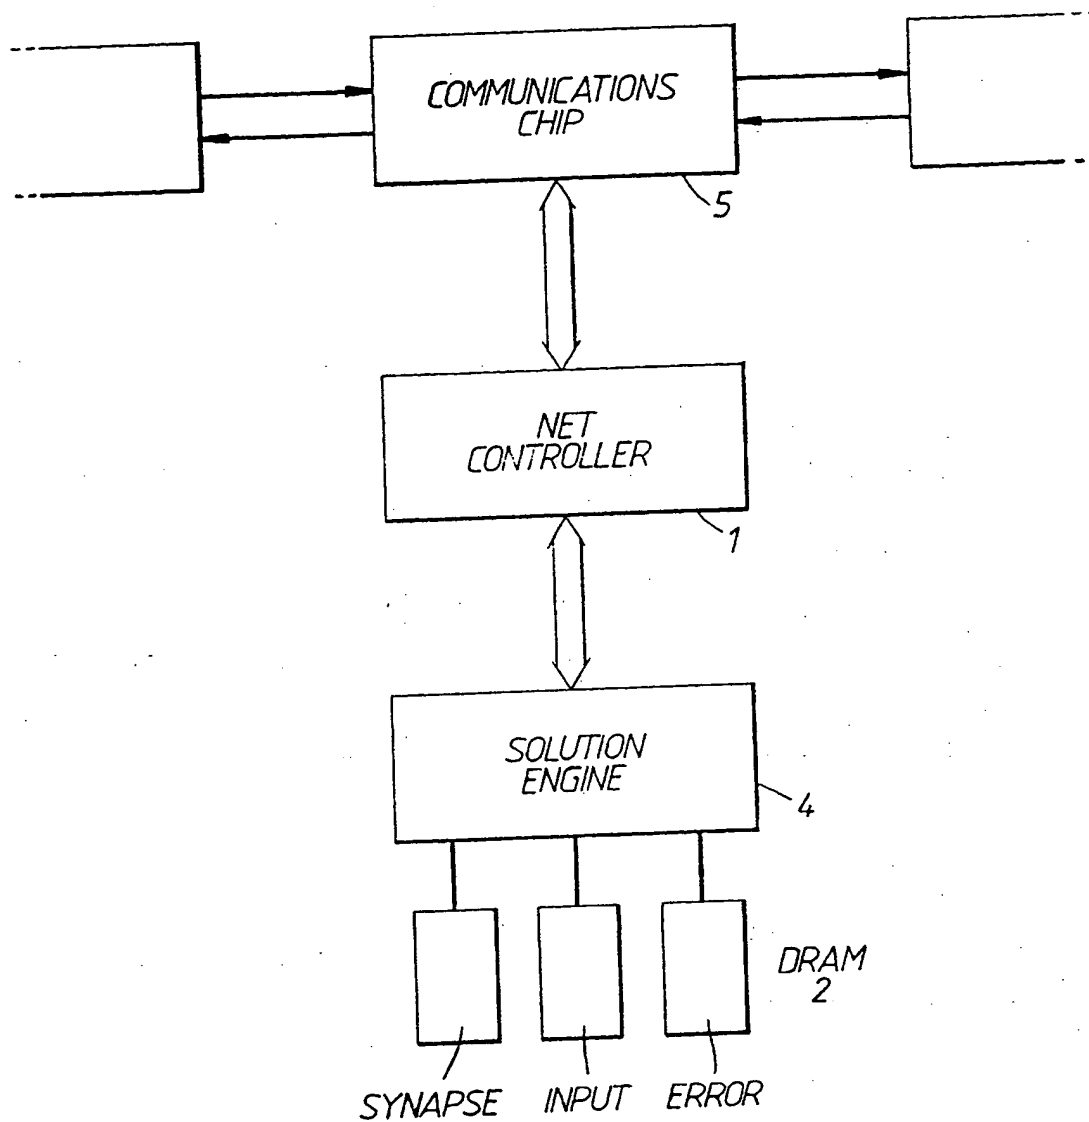 COMMUNICATIONS
CHIP
5
NET
CONTROLLER
1
SOLUTION
ENGINE
4
DRAM
2
SYNAPSE
INPUT
ERROR